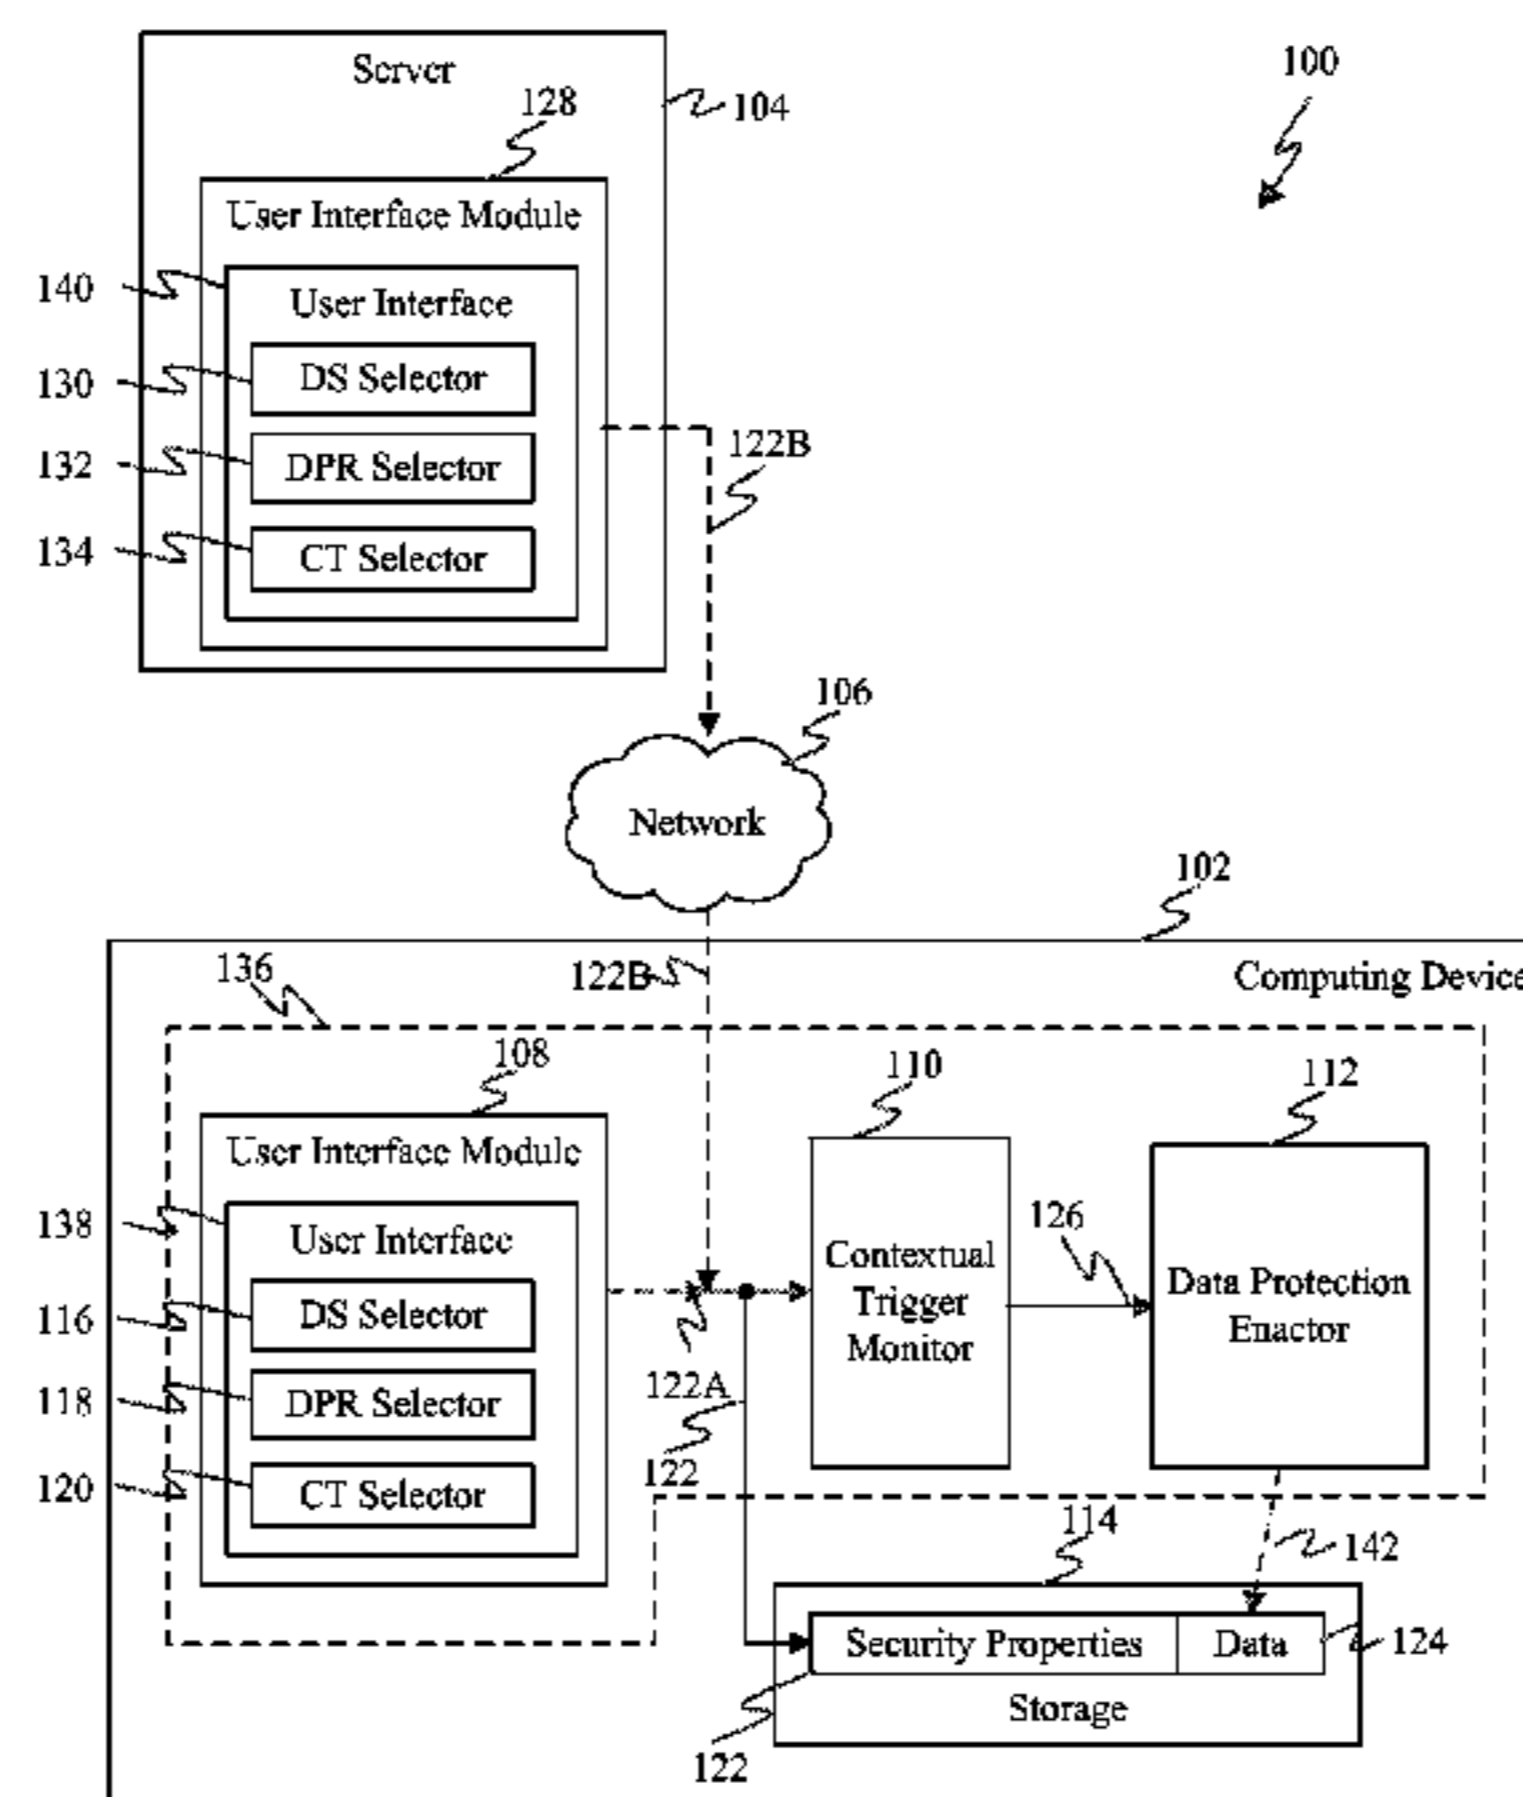 Server
100
128
104
User Interface Module
140
User Interface
130
DS Selector
132
DPR Selector
122B
134
CT Selector
106
Network
102
136
122B
Computing Device
108
110
112
User Interface Module
138
User Interface
126
Contextual
Trigger
Monitor
Data Protection
Enactor
116
DS Selector
118
DPR Selector
122A
120
CT Selector
122
114
142
Security Properties
Data
124
Storage
122